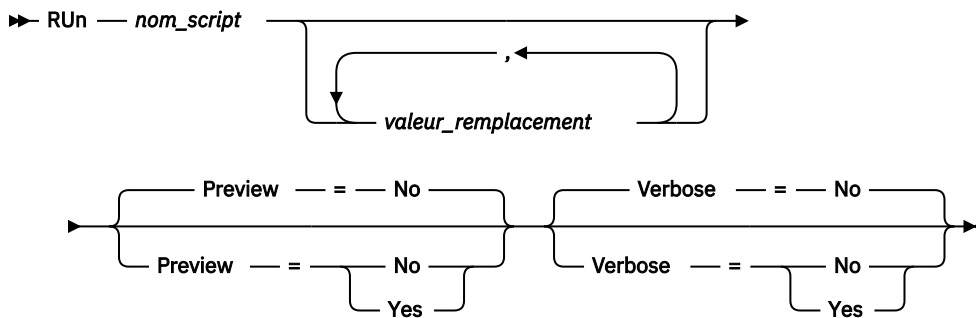 RUn nom_script
,
valeur_remplacement
Preview = No Verbose = No
Preview = No Verbose = No
Yes Yes